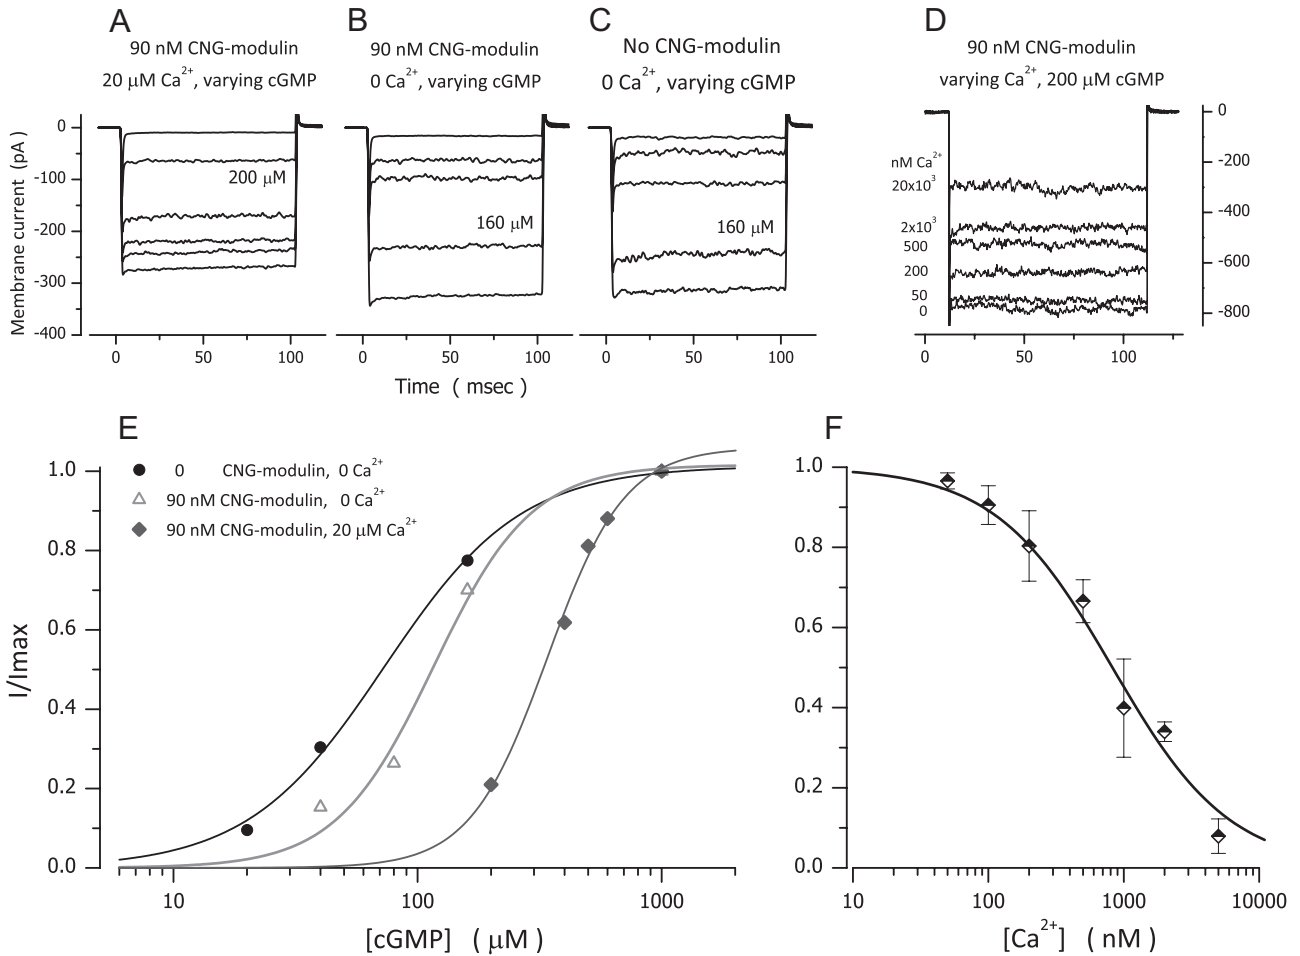 A
90 nM CNG-modulin
20 µM Ca²⁺, varying cGMP
B
90 nM CNG-modulin
0 Ca²⁺, varying cGMP
C
No CNG-modulin
0 Ca²⁺, varying cGMP
D
90 nM CNG-modulin
varying Ca²⁺, 200 µM cGMP
Membrane current (pA)
0
-100
-200
-300
-400
200 µM
160 µM
160 µM
nM Ca²⁺
20x10³
2x10³
500
200
50
0
0
-200
-400
-600
-800
0 50 100
0 50 100
0 50 100
0 50 100
Time ( msec )
E
I/Imax
1.0
0.8
0.6
0.4
0.2
0.0
0 CNG-modulin, 0 Ca²⁺
90 nM CNG-modulin, 0 Ca²⁺
90 nM CNG-modulin, 20 µM Ca²⁺
10 100 1000
[cGMP] ( µM )
F
1.0
0.8
0.6
0.4
0.2
0.0
10 100 1000 10000
[Ca²⁺] ( nM )